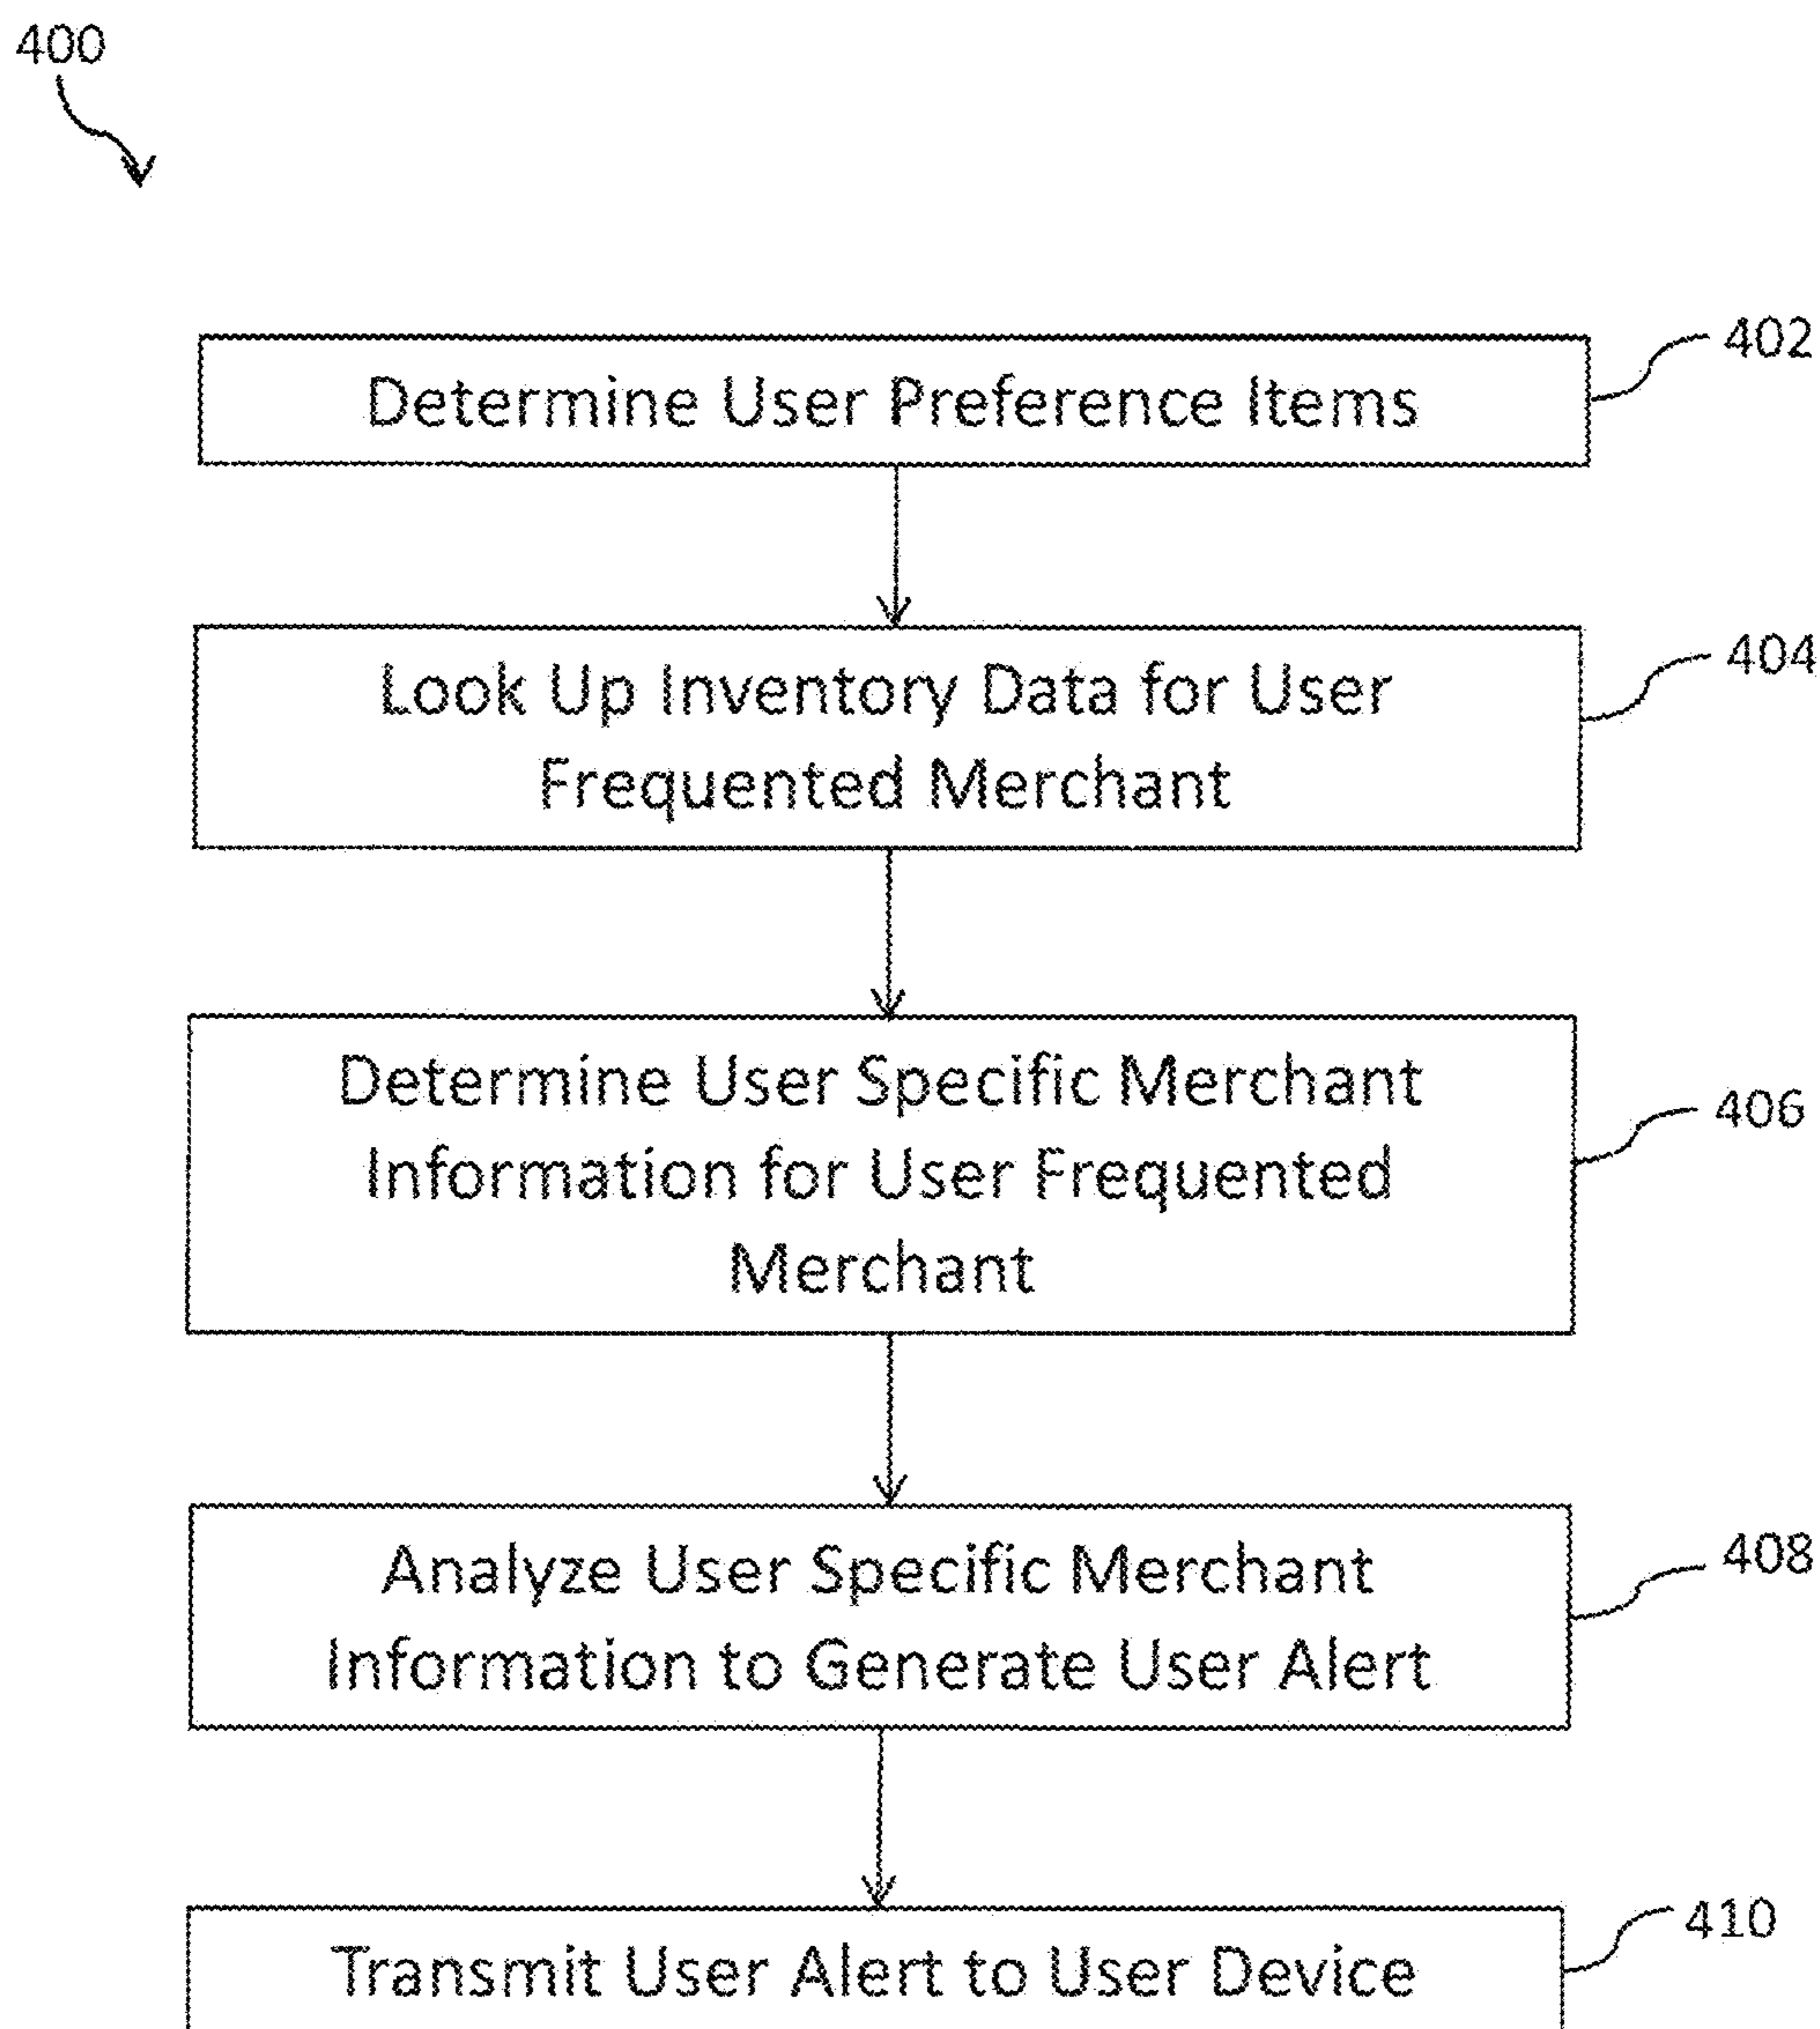 400
402
Determine User Preference Items
404
Look Up Inventory Data for User
Frequented Merchant
406
Determine User Specific Merchant
Information for User Frequented
Merchant
408
Analyze User Specific Merchant
Information to Generate User Alert
410
Transmit User Alert to User Device